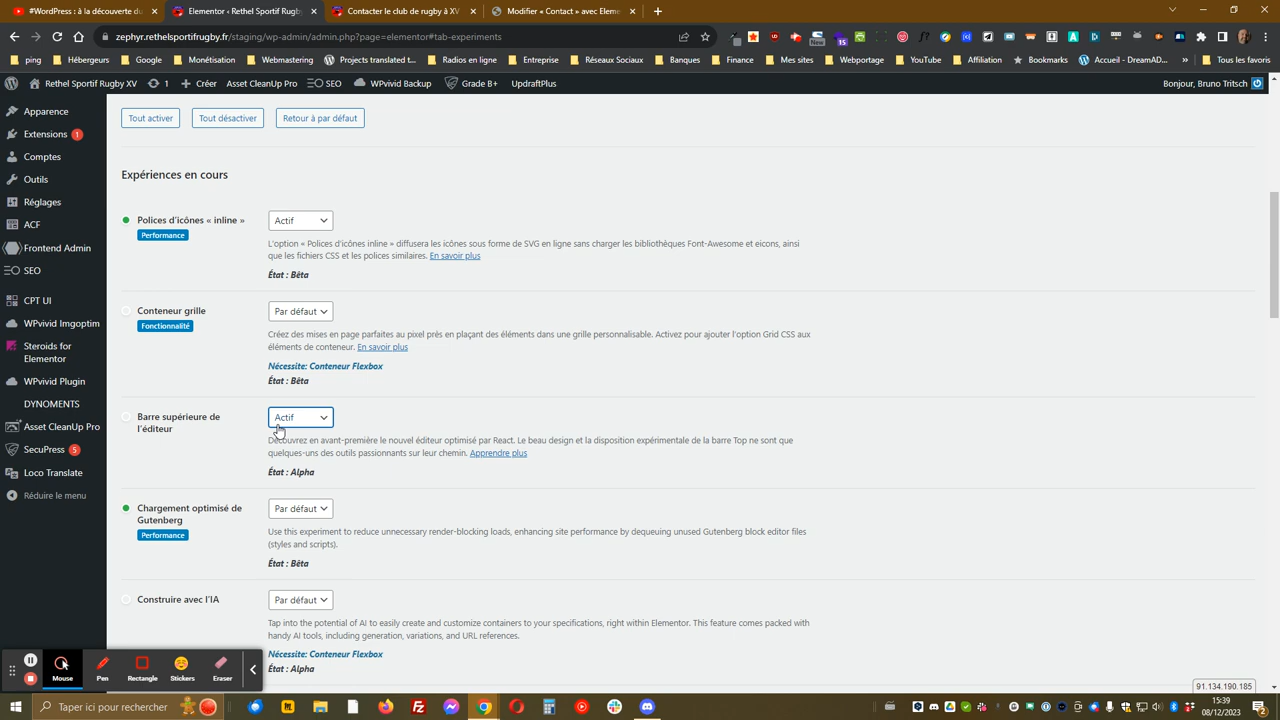 #WordPress : à la découverte d
Elementor ‹ Rethel Sportif Rugby
Contactez le club de rugby à XV
Modifier « Contact » avec Eleme
zephyrrugby.fr/staging/wp-admin/admin.php?page=elementor#tab-experiments
ping
Hébergeurs
Google
Monétisation
Webmastering
Projects translated t...
Radios en ligne
Entreprise
Réseaux Sociaux
Banques
Finance
Mes sites
Weboportage
YouTube
Affiliation
Bookmarks
Accueil – DreamAD...
Rethel Sportif Rugby XV
1
Créer
Asset CleanUp Pro
SEO
WPvivid Backup
Grade B+
UpdraftPlus
Bonjour, Bruno Tritsch
Apparence
Extensions 1
Comptes
Outils
Réglages
ACF
Frontend Admin
SEO
CPT UI
WPvivid Imgoptim
Steroids for
Elementor
WPvivid Plugin
DYNOMENTS
Asset CleanUp Pro
SecuPress 5
Loco Translate
Réduire le menu
Tout activer
Tout désactiver
Retour à par défaut
Expériences en cours
Polices d'icônes « inline »
Performance
Actif
L'option « Polices d'icônes inline » diffusera les icônes sous forme de SVG en ligne sans charger les bibliothèques Font-Awesome et eicons, ainsi
que les fichiers CSS et les polices similaires. En savoir plus
État : Bêta
Conteneur grille
Fonctionnalité
Par défaut
Créez des mises en page parfaites au pixel près en plaçant des éléments dans une grille personnalisable. Activez pour ajouter l'option Grid CSS aux
éléments de conteneur. En savoir plus
Nécessite: Conteneur Flexbox
État : Bêta
Barre supérieure de
l'éditeur
Actif
Découvrez en avant-première le nouvel éditeur optimisé par React. Le beau design et la disposition expérimentale de la barre Top ne sont que
quelques-uns des outils passionnants sur leur chemin. Apprendre plus
État : Alpha
Chargement optimisé de
Gutenberg
Performance
Par défaut
Use this experiment to reduce unnecessary render-blocking loads, enhancing site performance by dequeuing unused Gutenberg block editor files
(styles and scripts).
État : Bêta
Construire avec l'IA
Par défaut
Tap into the potential of AI to easily create and customize containers to your specifications, right within Elementor. This feature comes packed with
handy AI tools, including generation, variations, and URL references.
Nécessite: Conteneur Flexbox
État : Alpha
Mouse
Pen
Rectangle
Stickers
Eraser
91.134.190.185
Taper ici pour rechercher
15:39
08/12/2023